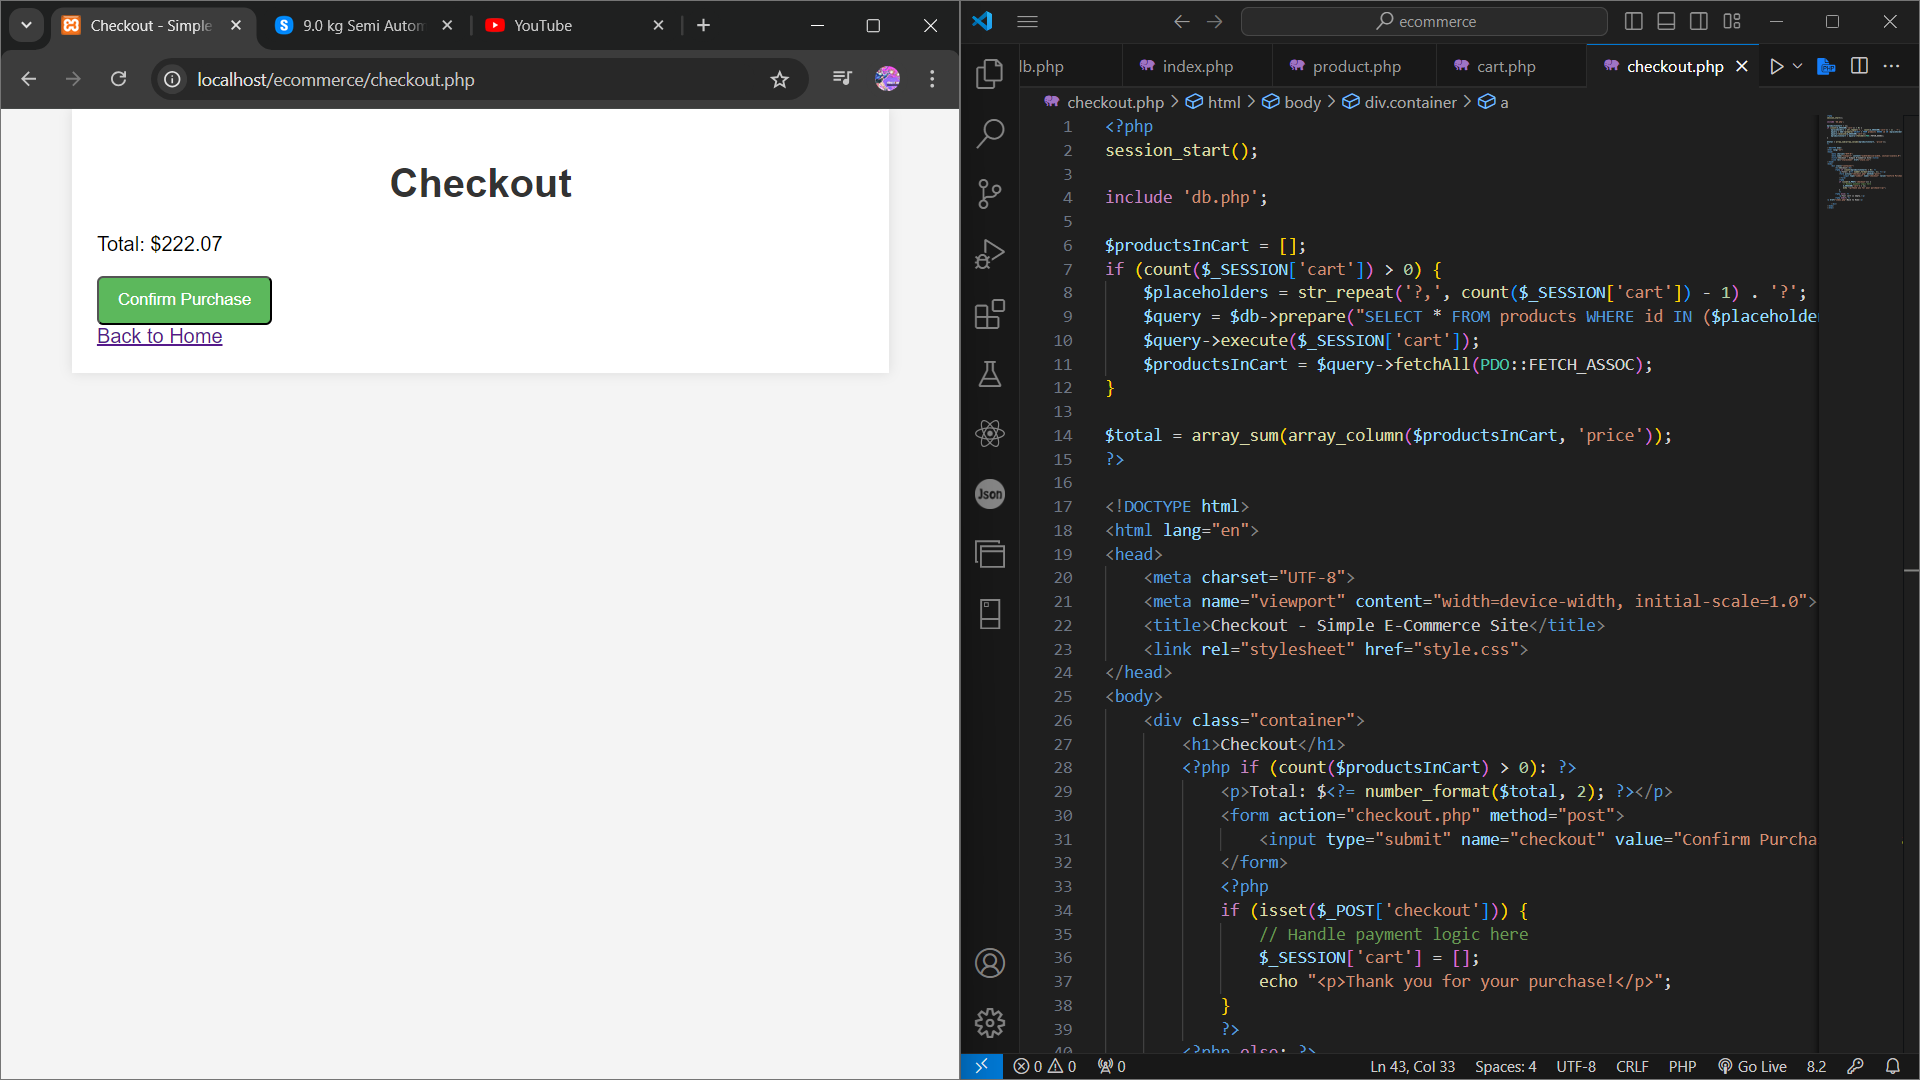 Checkout - Simple
9.0 kg Semi Autom
YouTube
localhost/ecommerce/checkout.php
Checkout
Total: $222.07
Confirm Purchase
Back to Home
ecommerce
lb.php
index.php
product.php
cart.php
checkout.php
checkout.php > html > body > div.container > a
1 <?php
2 session_start();
3
4 include 'db.php';
5
6 $productsInCart = [];
7 if (count($_SESSION['cart']) > 0) {
8 $placeholders = str_repeat('?,', count($_SESSION['cart']) - 1) . '?';
9 $query = $db->prepare("SELECT * FROM products WHERE id IN ($placeholde
10 $query->execute($_SESSION['cart']);
11 $productsInCart = $query->fetchAll(PDO::FETCH_ASSOC);
12 }
13
14 $total = array_sum(array_column($productsInCart, 'price'));
15 ?>
16
17 <!DOCTYPE html>
18 <html lang="en">
19 <head>
20 <meta charset="UTF-8">
21 <meta name="viewport" content="width=device-width, initial-scale=1.0">
22 <title>Checkout - Simple E-Commerce Site</title>
23 <link rel="stylesheet" href="style.css">
24 </head>
25 <body>
26 <div class="container">
27 <h1>Checkout</h1>
28 <?php if (count($productsInCart) > 0): ?>
29 <p>Total: $<?= number_format($total, 2); ?></p>
30 <form action="checkout.php" method="post">
31 <input type="submit" name="checkout" value="Confirm Purcha
32 </form>
33 <?php
34 if (isset($_POST['checkout'])) {
35 // Handle payment logic here
36 $_SESSION['cart'] = [];
37 echo "<p>Thank you for your purchase!</p>";
38 }
39 ?>
40 <?php else: ?>
Json
0 0 0
Ln 43, Col 33
Spaces: 4
UTF-8
CRLF
PHP
Go Live
8.2